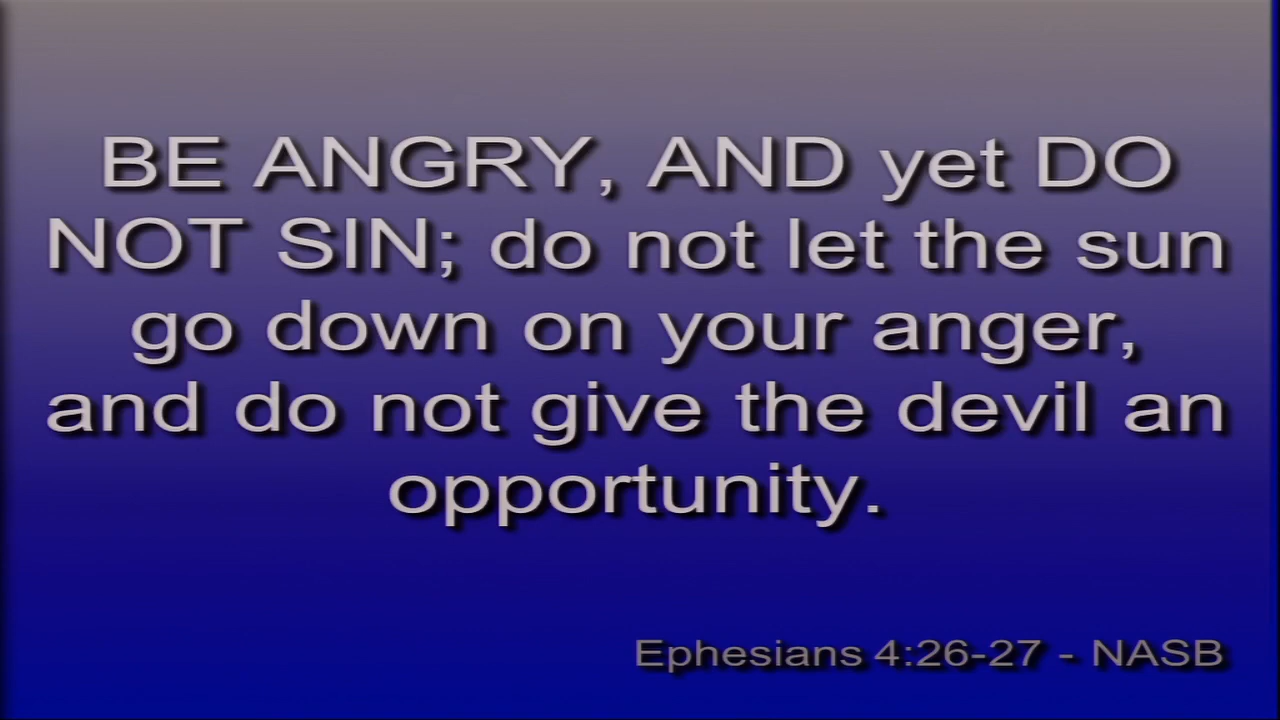 BE ANGRY, AND yet DO
NOT SIN; do not let the sun
go down on your anger,
and do not give the devil an
opportunity.
Ephesians 4:26-27 - NASB